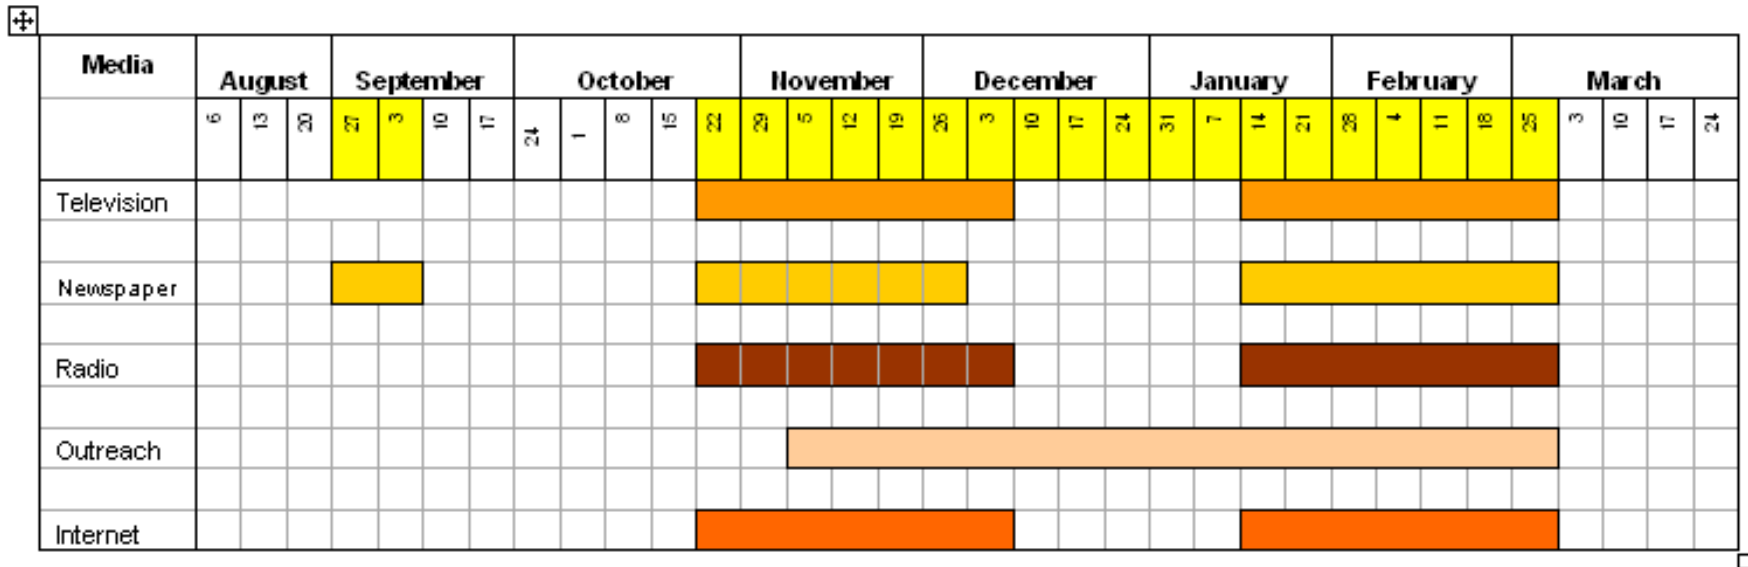 Media August September October November December January February March
6 13 20 27 3 10 17 24 1 8 15 22 29 5 12 19 26 3 10 17 24 31 7 14 21 28 4 11 18 25 3 10 17 24
Television
Newspaper
Radio
Outreach
Internet